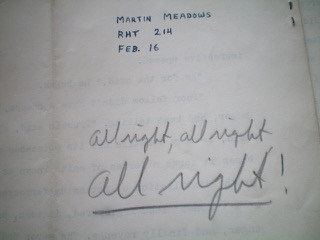 MARTIN MEADOWS
RHT 214
FEB. 16
all right, all right,
all right!